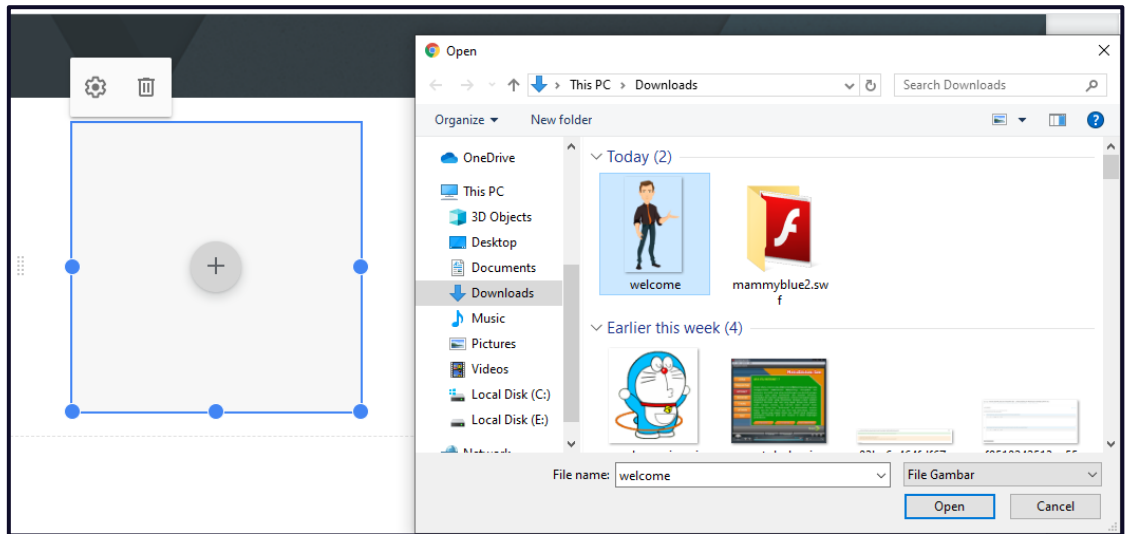 Open
This PC > Downloads
Search Downloads
Organize
New folder
OneDrive
This PC
3D Objects
Desktop
Documents
Downloads
Music
Pictures
Videos
Local Disk (C:)
Local Disk (E:)
Network
Today (2)
welcome
mammyblue2.sw
f
Earlier this week (4)
File name: welcome
File Gambar
Open
Cancel